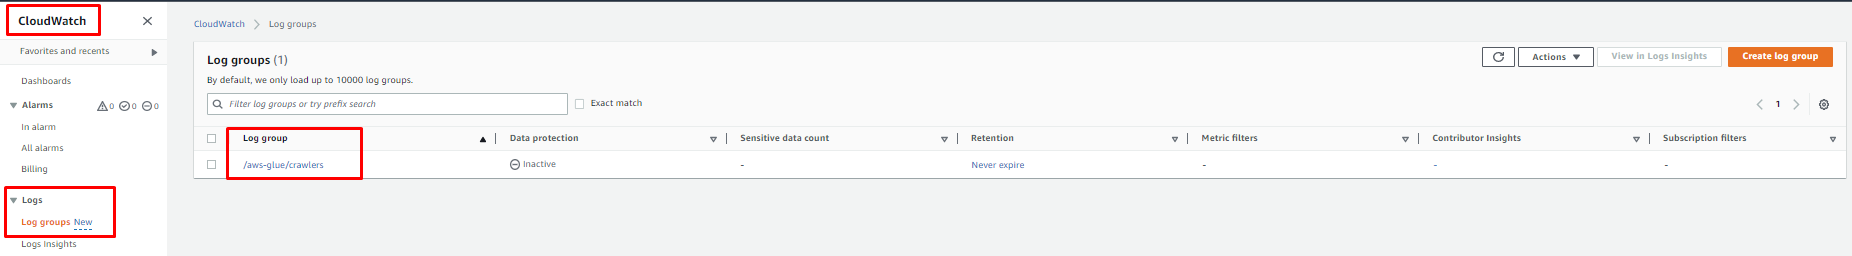 CloudWatch
Favorites and recents
Dashboards
Alarms 0 0 0
In alarm
All alarms
Billing
Logs
Log groups New
Logs Insights
CloudWatch Log groups
Log groups (1)
By default, we only load up to 10000 log groups.
Actions
View in Logs Insights
Create log group
Filter log groups or try prefix search
Exact match
1
Log group Data protection Sensitive data count Retention Metric filters Contributor Insights Subscription filters
/aws-glue/crawlers Inactive - Never expire - - -